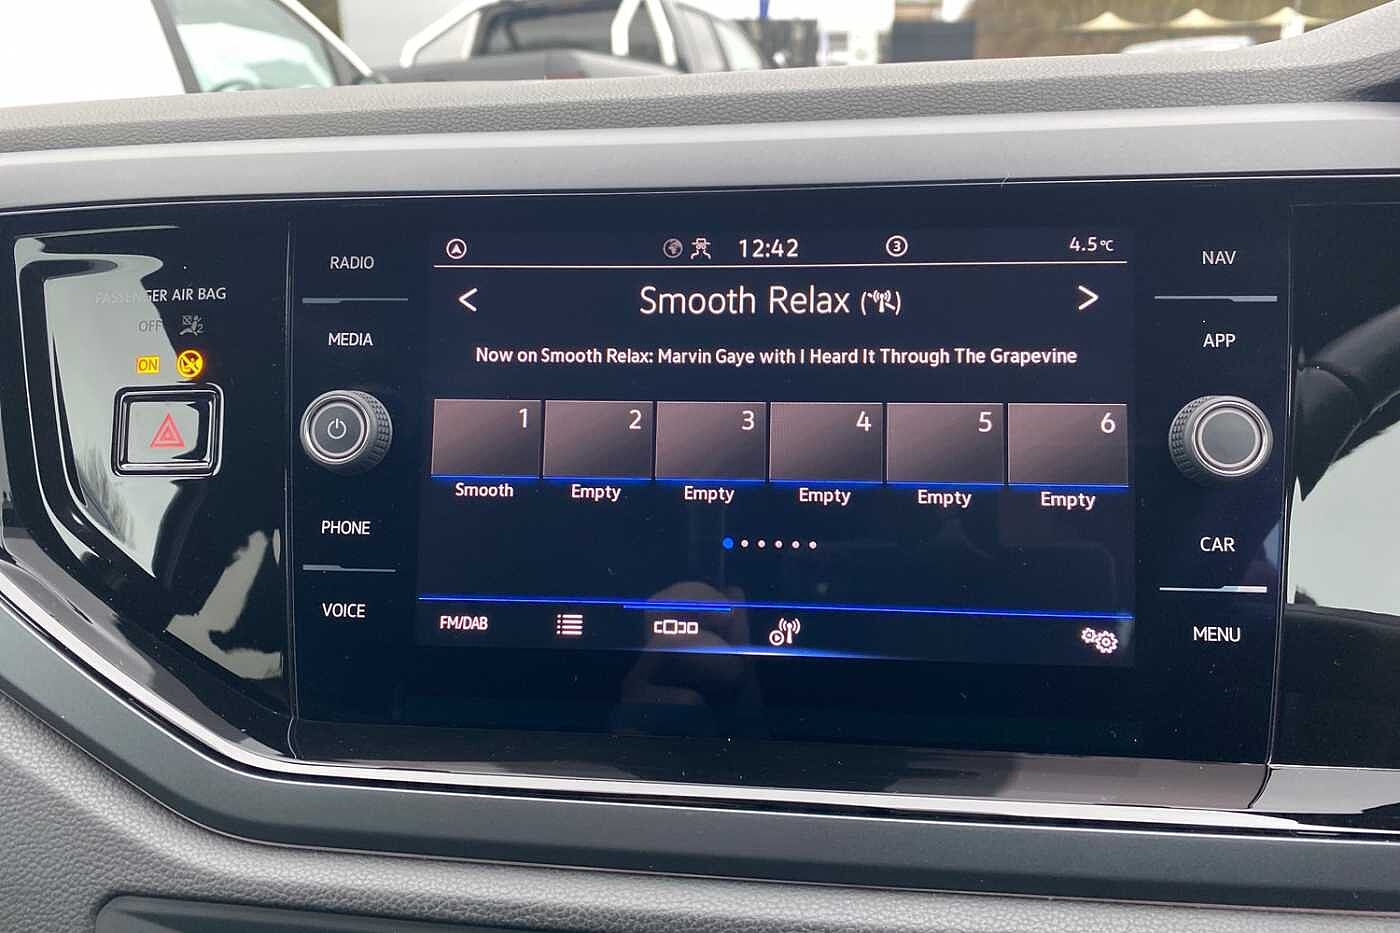 12:42
3
4.5°C
RADIO
NAV
PASSENGER AIR BAG
OFF
ON
MEDIA
APP
< Smooth Relax >
Now on Smooth Relax: Marvin Gaye with I Heard It Through The Grapevine
1 2 3 4 5 6
Smooth Empty Empty Empty Empty Empty
PHONE
CAR
VOICE
MENU
FM/DAB